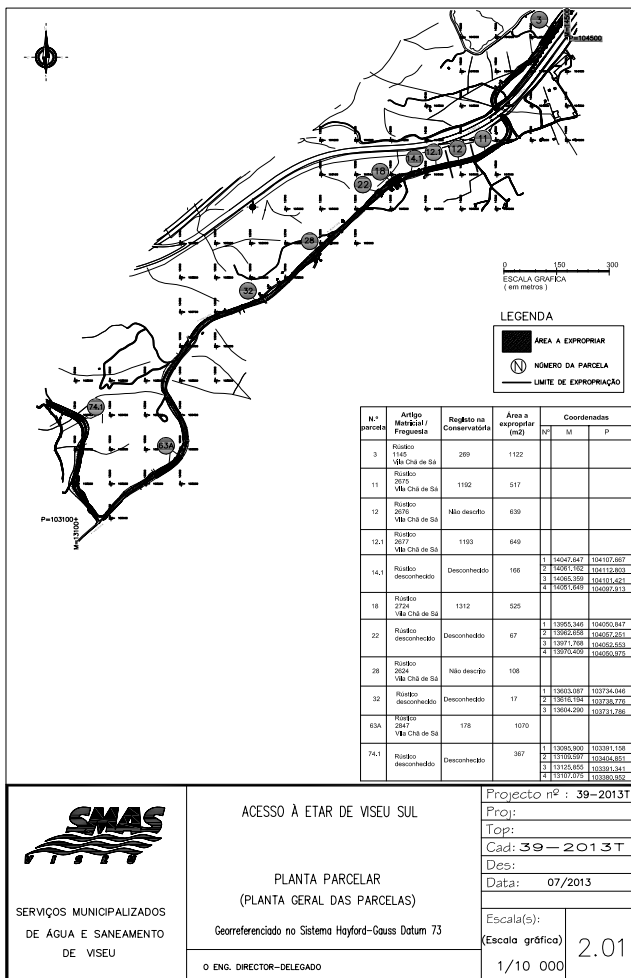 3
M=14500
P=104500
11
12
12.1
14.1
18
22
28
32
74.1
63A
P=103100
M=13100
0 150 300
ESCALA GRAFICA
( em metros )
LEGENDA
ÁREA A EXPROPRIAR
N NÚMERO DA PARCELA
LIMITE DE EXPROPRIAÇÃO
N.º parcela Artigo Matricial / Freguesia Registo na Conservatória Área a expropriar (m2) Coordenadas
Nº M P
3 Rústico 1145 Vila Chã de Sá 269 1122
11 Rústico 2675 Vila Chã de Sá 1192 517
12 Rústico 2676 Vila Chã de Sá Não descrito 639
12.1 Rústico 2677 Vila Chã de Sá 1193 649
14.1 Rústico desconhecido Desconhecido 166
1 14047.647 104107.667
2 14061.162 104112.803
3 14065.359 104101.421
4 14051.649 104097.913
18 Rústico 2724 Vila Chã de Sá 1312 525
22 Rústico desconhecido Desconhecido 67
1 13955.346 104050.847
2 13962.658 104057.251
3 13971.768 104052.553
4 13970.409 104050.975
28 Rústico 2624 Vila Chã de Sá Não descrito 108
32 Rústico desconhecido Desconhecido 17
1 13603.087 103734.046
2 13616.194 103738.776
3 13604.290 103731.786
63A Rústico 2847 Vila Chã de Sá 178 1070
74.1 Rústico desconhecido Desconhecido 367
1 13095.900 103391.158
2 13109.597 103404.851
3 13125.855 103391.341
4 13107.075 103380.952
SMAS
VISEU
SERVIÇOS MUNICIPALIZADOS
DE ÁGUA E SANEAMENTO
DE VISEU
ACESSO À ETAR DE VISEU SUL
PLANTA PARCELAR
(PLANTA GERAL DAS PARCELAS)
Georreferenciado no Sistema Hayford-Gauss Datum 73
O ENG. DIRECTOR-DELEGADO
Projecto nº : 39-2013T
Proj:
Top:
Cad: 39-2013T
Des:
Data: 07/2013
Escala(s):
(Escala gráfica)
1/10 000
2.01